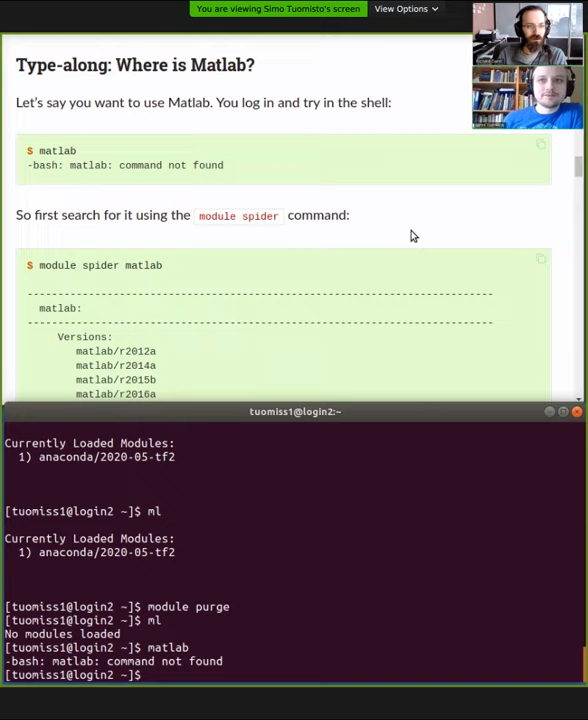 You are viewing Simo Tuomisto's screen
View Options
Type-along: Where is Matlab?
Let's say you want to use Matlab. You log in and try in the shell:
$ matlab
-bash: matlab: command not found
So first search for it using the module spider command:
$ module spider matlab
----------------------------------------------------------------------------
matlab:
----------------------------------------------------------------------------
Versions:
matlab/r2012a
matlab/r2014a
matlab/r2015b
matlab/r2016a
tuomiss1@login2:~
Currently Loaded Modules:
1) anaconda/2020-05-tf2
[tuomiss1@login2 ~]$ ml
Currently Loaded Modules:
1) anaconda/2020-05-tf2
[tuomiss1@login2 ~]$ module purge
[tuomiss1@login2 ~]$ ml
No modules loaded
[tuomiss1@login2 ~]$ matlab
-bash: matlab: command not found
[tuomiss1@login2 ~]$